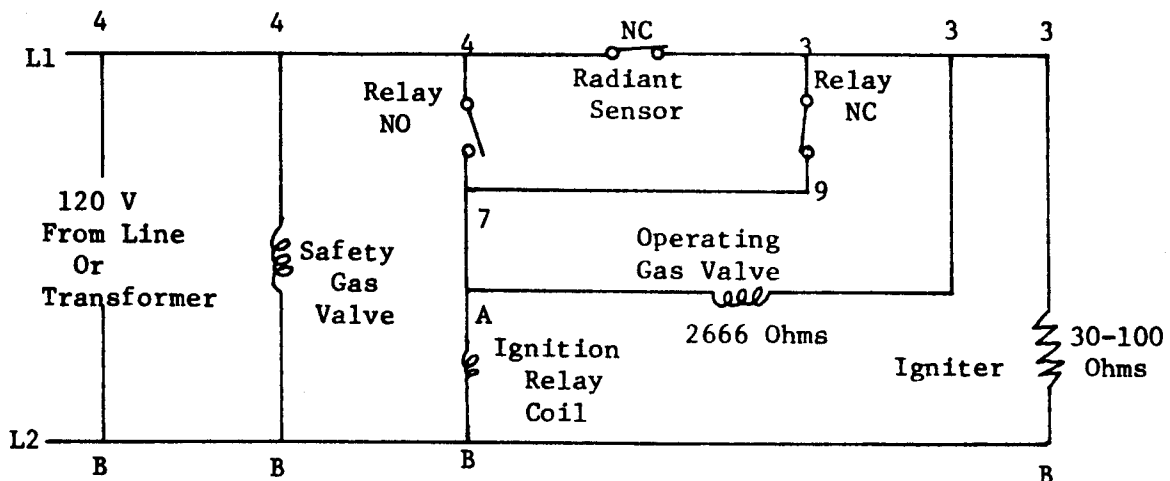 4 4 4 NC 3 3 3
L1
Relay NO
Radiant Sensor
Relay NC
120 V
From Line
Or
Transformer
Safety
Gas
Valve
7
9
Operating
Gas Valve
A
2666 Ohms
Ignition
Relay
Coil
Igniter
30-100
Ohms
L2
B B B B